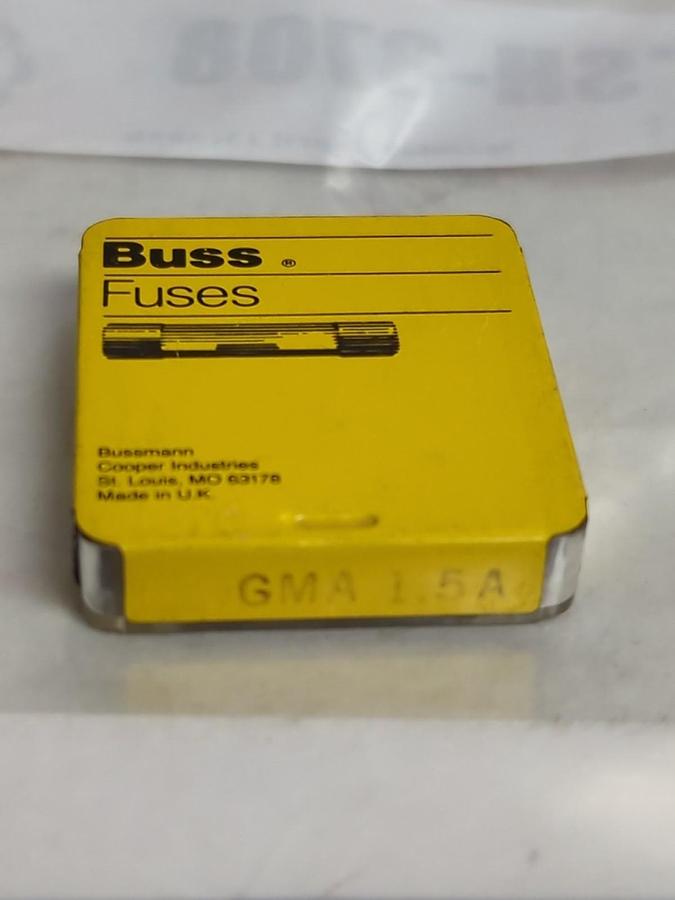 Buss ®
Fuses
Bussmann
Cooper Industries
St. Louis, MO 63178
Made in U.K.
GMA 1.5A